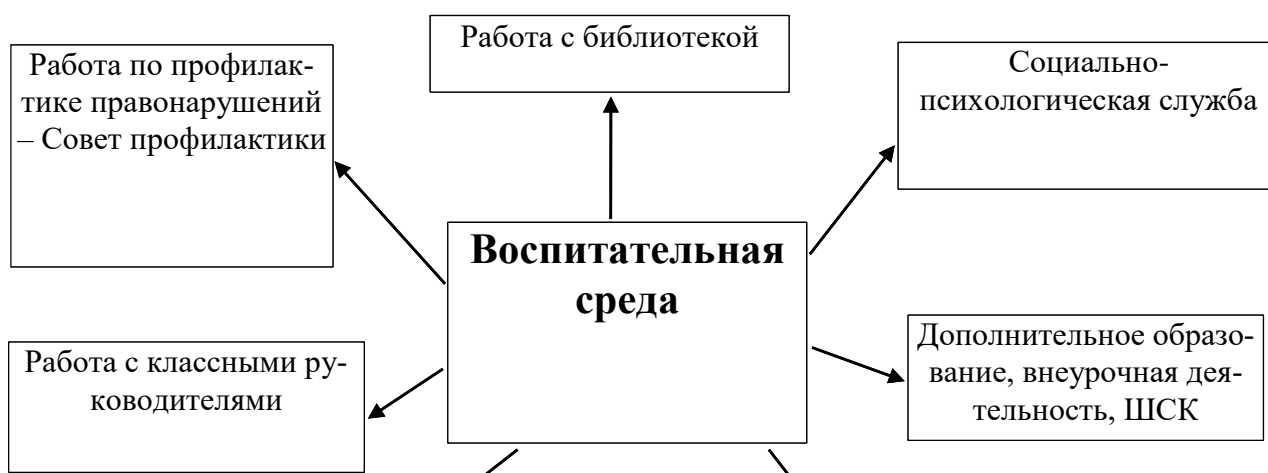 Работа с библиотекой
Работа по профилак-
тике правонарушений
– Совет профилактики
Социально-
психологическая служба
Воспитательная
среда
Работа с классными ру-
ководителями
Дополнительное образо-
вание, внеурочная дея-
тельность, ШСК